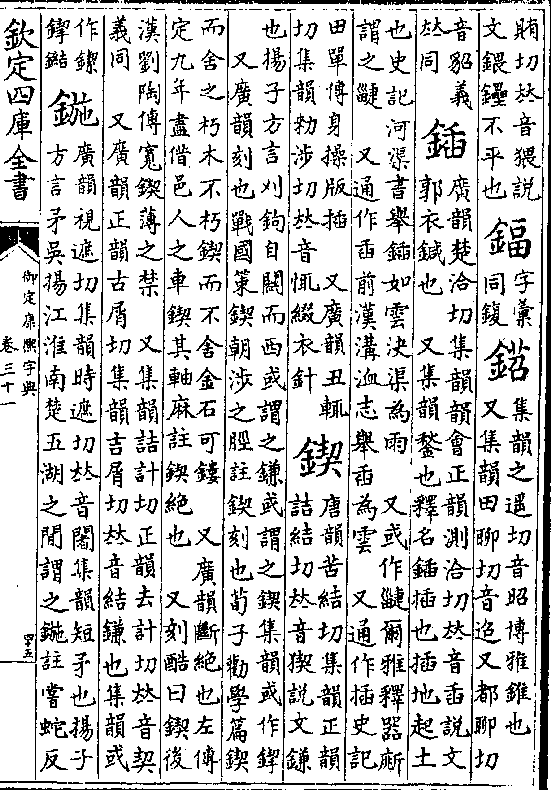 賄切𠀤音猥說
文鍡鑸不平也
鍢
字彙
同鍑
鍣
集韻之遥切音昭博雅錐也
又集韻田聊切音迢又都聊切
音貂義
𠀤同
鍤
廣韻楚洽切集韻韻會正韻測洽切𠀤音臿說文
郭衣鍼也 又集韻鍫也釋名鍤插也插地起土
也史記河渠書舉鍤如雲決渠為雨 又或作𤮅爾雅釋器㪿
謂之𤮅 又通作臿前漢溝洫志舉臿為雲 又通作插史記
田單傳身操版插 又廣韻丑輒
切集韻勑涉切𠀤音㥦綴衣針
鍥
唐韻苦結切集韻正韻
詰結切𠀤音猰說文鎌
也揚子方言刈鉤自關而西或謂之鎌或謂之鍥集韻或作
又廣韻刻也戰國策鍥朝涉之脛註鍥刻也荀子勸學篇鍥
而舍之朽木不朽鍥而不舍金石可鏤 又廣韻斷絶也左傳
定九年盡借邑人之車鍥其軸麻註鍥絶也 又刻酷曰鍥後
漢劉陶傳寬鍥薄之禁 又集韻詰計切正韻去計切𠀤音契
義同 又廣韻正韻古屑切集韻吉屑切𠀤音結鎌也集韻或
作
鍦
廣韻視遮切集韻時遮切𠀤音闍集韻短矛也揚子
方言矛吳揚江淮南楚五湖之閒謂之鍦註嘗蛇反
欽定四庫全書
御定康熙字典
卷三十一
四五